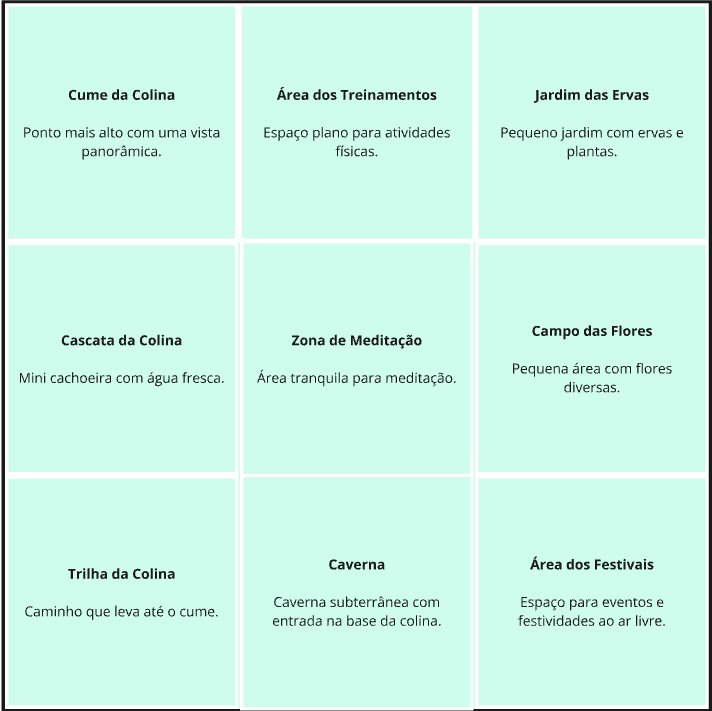 Cume da Colina
Ponto mais alto com uma vista
panorâmica.
Área dos Treinamentos
Espaço plano para atividades
físicas.
Jardim das Ervas
Pequeno jardim com ervas e
plantas.
Cascata da Colina
Mini cachoeira com água fresca.
Zona de Meditação
Área tranquila para meditação.
Campo das Flores
Pequena área com flores
diversas.
Trilha da Colina
Caminho que leva até o cume.
Caverna
Caverna subterrânea com
entrada na base da colina.
Área dos Festivais
Espaço para eventos e
festividades ao ar livre.